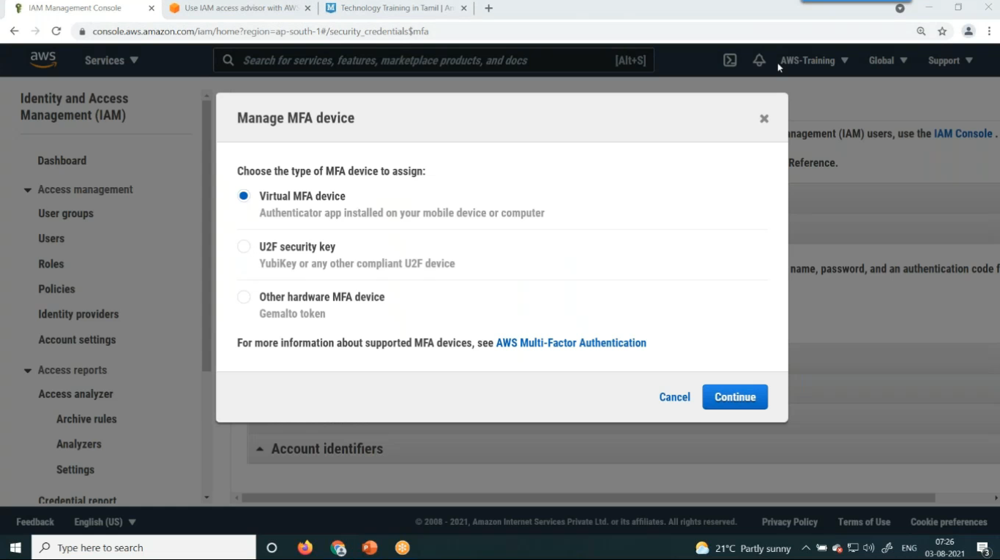 IAM Management Console
Use IAM access advisor with AWS
Technology Training in Tamil | Am
console.aws.amazon.com/iam/home?region=ap-south-1#/security_credentials$mfa
aws
Services
Search for services, features, marketplace products, and docs
[Alt+S]
AWS-Training
Global
Support
Identity and Access
Management (IAM)
Dashboard
Access management
User groups
Users
Roles
Policies
Identity providers
Account settings
Access reports
Access analyzer
Archive rules
Analyzers
Settings
Credential report
Manage MFA device
Choose the type of MFA device to assign:
Virtual MFA device
Authenticator app installed on your mobile device or computer
U2F security key
YubiKey or any other compliant U2F device
Other hardware MFA device
Gemalto token
For more information about supported MFA devices, see AWS Multi-Factor Authentication
Cancel
Continue
nagement (IAM) users, use the IAM Console .
Reference.
name, password, and an authentication code f
Account identifiers
Feedback
English (US)
© 2008 - 2021, Amazon Internet Services Private Ltd. or its affiliates. All rights reserved.
Privacy Policy
Terms of Use
Cookie preferences
Type here to search
21°C Partly sunny
ENG
07:26
03-08-2021
3